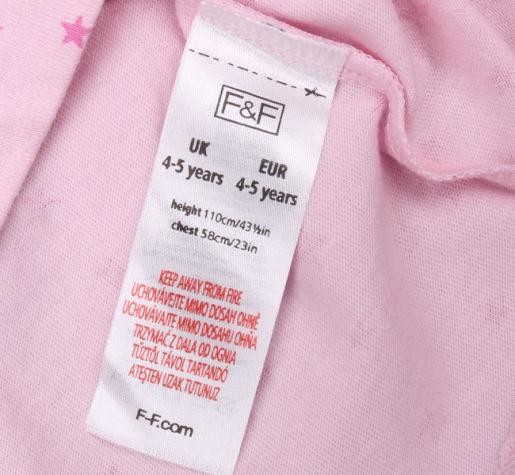 F&F
UK EUR
4-5 years 4-5 years
height 110cm/43½in
chest 58cm/23in
KEEP AWAY FROM FIRE
UCHOVÁVEJTE MIMO DOSAH OHNĚ
UCHOVÁVAJTE MIMO DOSAHU OHŇA
TRZYMAĆ Z DALA OD OGNIA
TŰZTŐL TÁVOL TARTANDÓ
ATEŞTEN UZAK TUTUNUZ
F-F.com